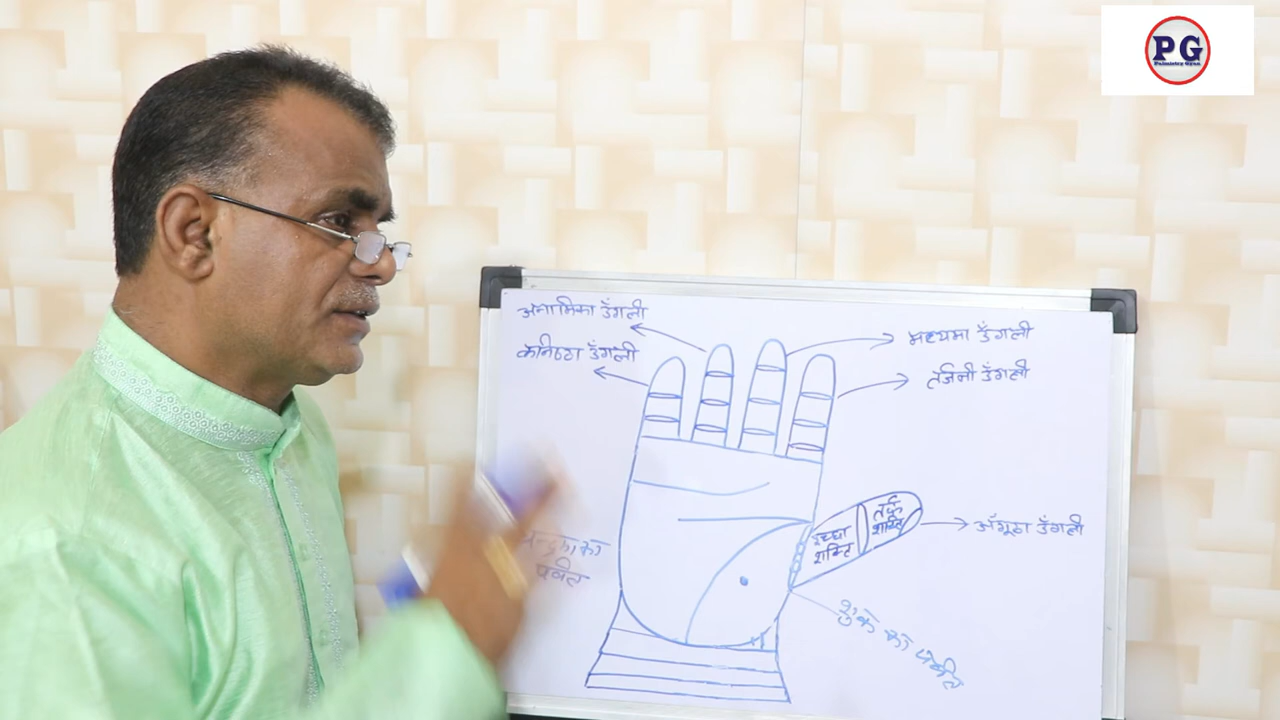 PG
Palmistry Gyan
अनामिका उँगली
कनिष्ठा उँगली
मध्यमा उँगली
तर्जनी उँगली
तर्क
शक्ति
इच्छा
शक्ति
अँगूठा उँगली
का
पर्वत
शुक्र का पर्वत